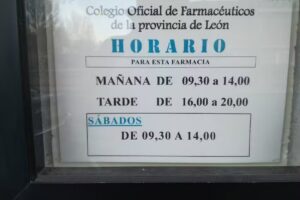 Colegio Oficial de Farmacéuticos
de la provincia de León
HORARIO
PARA ESTA FARMACIA
MAÑANA DE 09,30 a 14,00
TARDE DE 16,00 a 20,00
SÁBADOS
DE 09,30 A 14,00